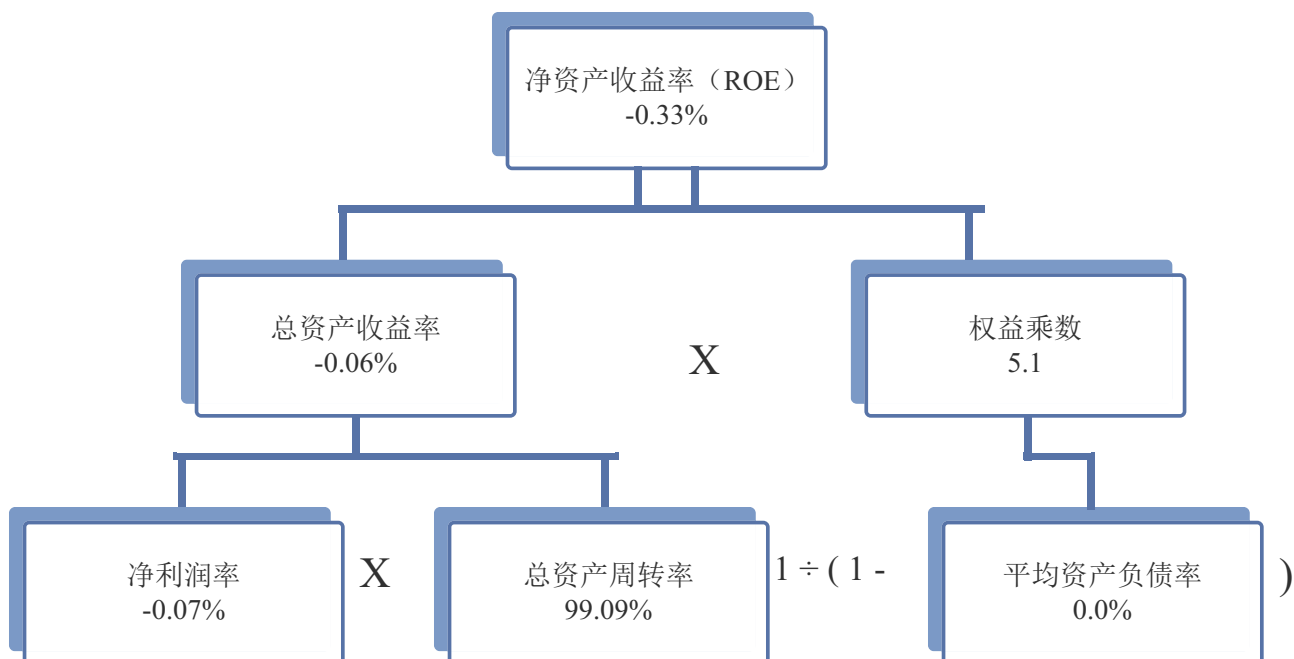 净资产收益率（ROE）
-0.33%
总资产收益率
-0.06%
X
权益乘数
5.1
净利润率
-0.07%
X
总资产周转率
99.09%
1 ÷ ( 1 -
平均资产负债率
0.0%
)